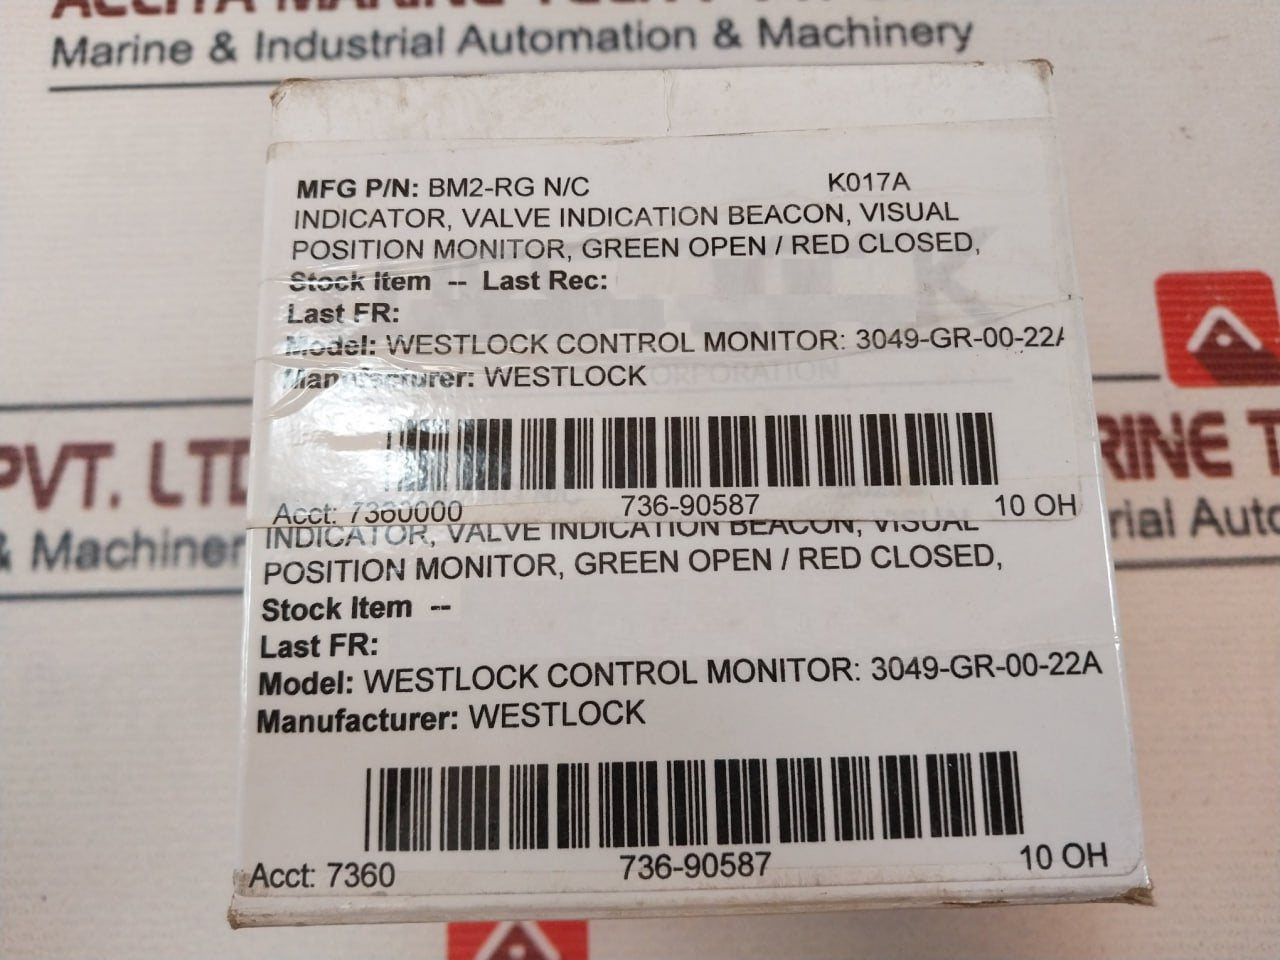 Marine & Industrial Automation & Machinery
MFG P/N: BM2-RG N/C K017A
INDICATOR, VALVE INDICATION BEACON, VISUAL
POSITION MONITOR, GREEN OPEN / RED CLOSED,
Stock Item -- Last Rec:
Last FR:
Model: WESTLOCK CONTROL MONITOR: 3049-GR-00-22A
Manufacturer: WESTLOCK
ORPORATION
Acct: 7360000 736-90587 10 OH
INDICATOR, VALVE INDICATION BEACON, VISUAL
POSITION MONITOR, GREEN OPEN / RED CLOSED,
Stock Item --
Last FR:
Model: WESTLOCK CONTROL MONITOR: 3049-GR-00-22A
Manufacturer: WESTLOCK
Acct: 7360 736-90587 10 OH
PVT. LTD
& Machiner
RINE T
rial Auto